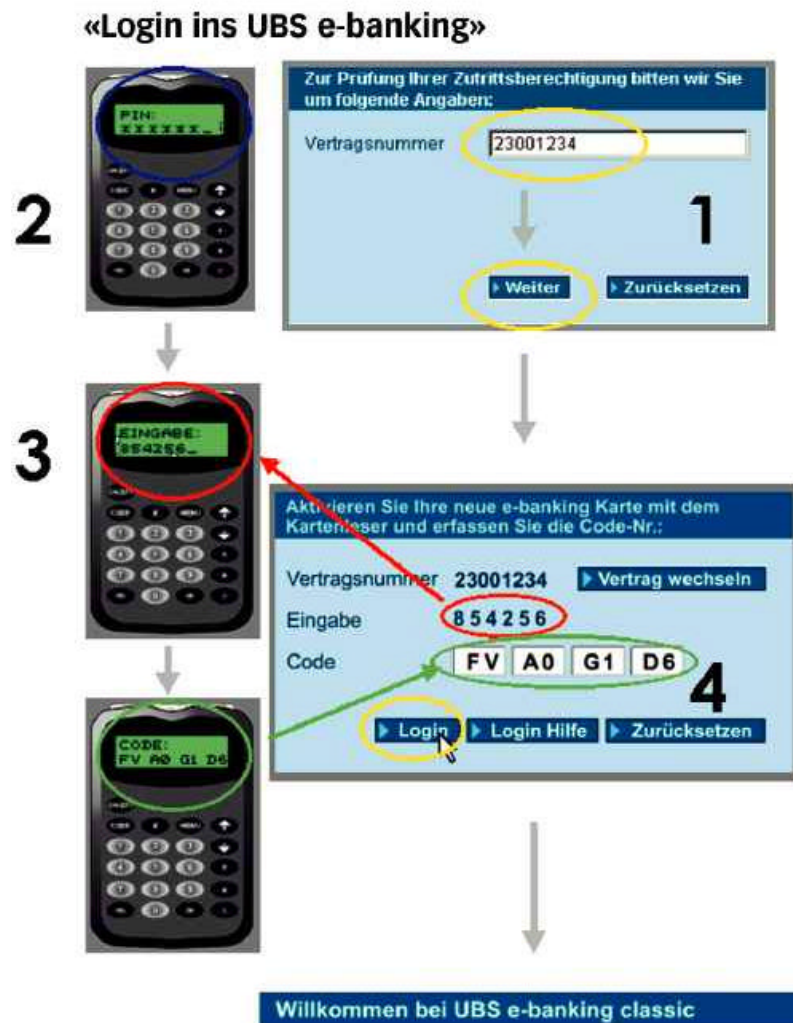 «Login ins UBS e-banking»
Zur Prüfung Ihrer Zutrittsberechtigung bitten wir Sie
um folgende Angaben:
Vertragsnummer 23001234
1
Weiter Zurücksetzen
2
PIN:
xxxxxx_
3
EINGABE:
854256_
Aktivieren Sie Ihre neue e-banking Karte mit dem
Kartenleser und erfassen Sie die Code-Nr.:
Vertragsnummer 23001234 Vertrag wechseln
Eingabe 854256
Code FV A0 G1 D6
4
Login Login Hilfe Zurücksetzen
CODE:
FV A0 G1 D6
Willkommen bei UBS e-banking classic